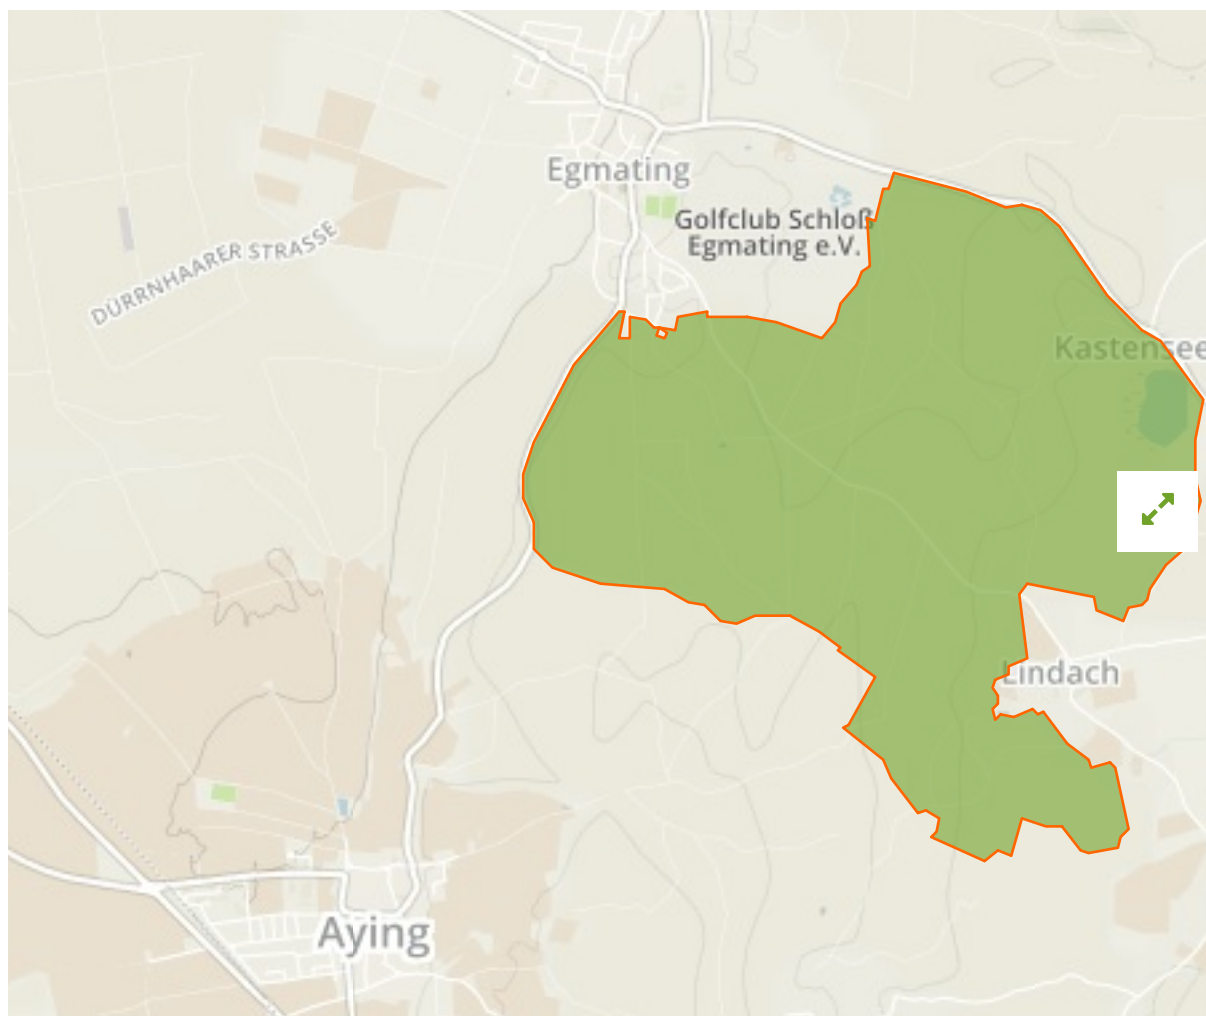 Egmating
Golfclub Schloß
Egmating e.V.
DÜRRNHAARER STRASSE
Kastensee
Lindach
Aying